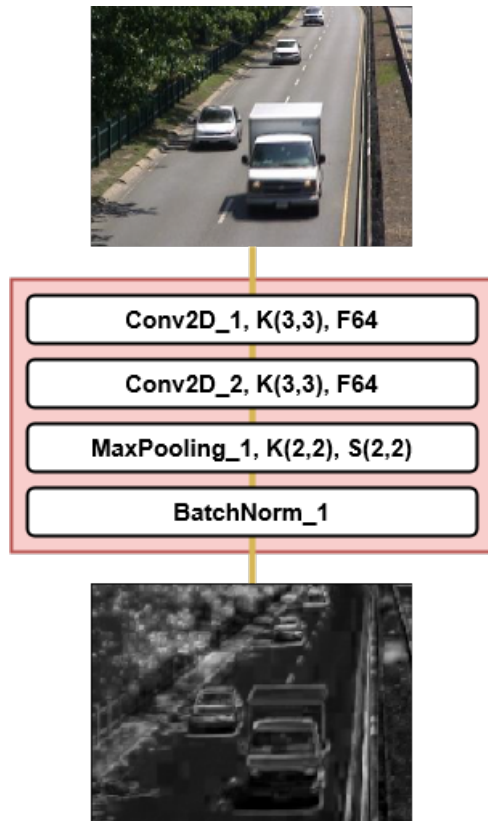 Conv2D_1, K(3,3), F64
Conv2D_2, K(3,3), F64
MaxPooling_1, K(2,2), S(2,2)
BatchNorm_1